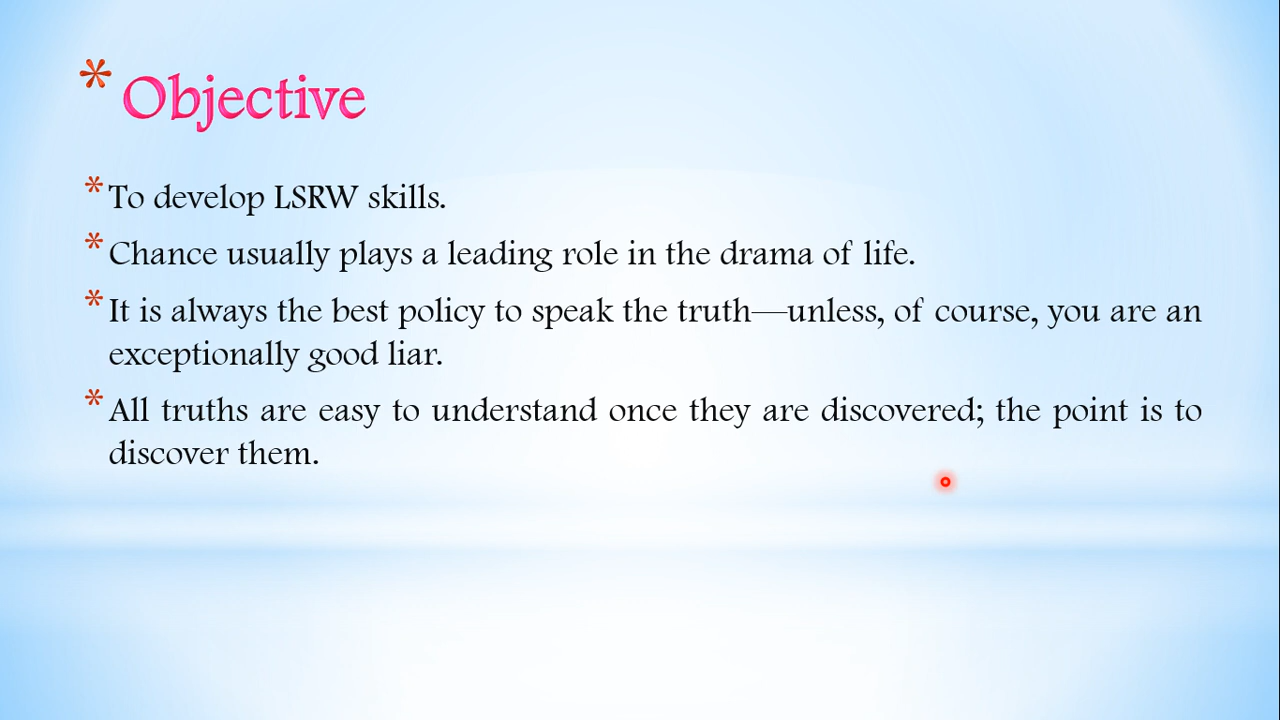 * Objective
* To develop LSRW skills.
* Chance usually plays a leading role in the drama of life.
* It is always the best policy to speak the truth—unless, of course, you are an
exceptionally good liar.
* All truths are easy to understand once they are discovered; the point is to
discover them.